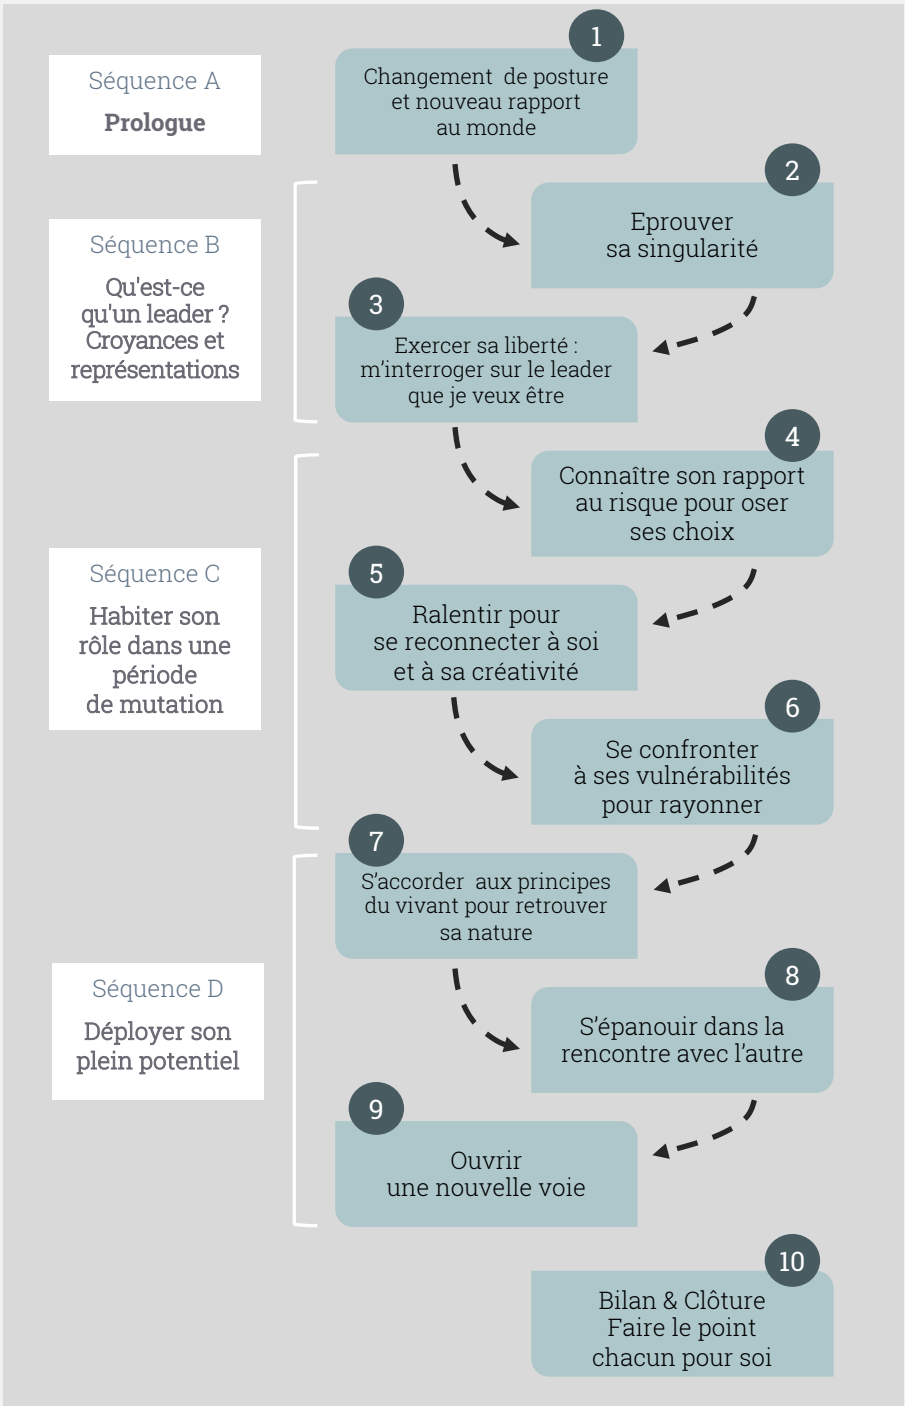 Séquence A
Prologue
1
Changement de posture
et nouveau rapport
au monde
2
Eprouver
sa singularité
Séquence B
Qu'est-ce
qu'un leader ?
Croyances et
représentations
3
Exercer sa liberté :
m'interroger sur le leader
que je veux être
4
Connaître son rapport
au risque pour oser
ses choix
Séquence C
Habiter son
rôle dans une
période
de mutation
5
Ralentir pour
se reconnecter à soi
et à sa créativité
6
Se confronter
à ses vulnérabilités
pour rayonner
7
S'accorder aux principes
du vivant pour retrouver
sa nature
Séquence D
Déployer son
plein potentiel
8
S'épanouir dans la
rencontre avec l'autre
9
Ouvrir
une nouvelle voie
10
Bilan & Clôture
Faire le point
chacun pour soi